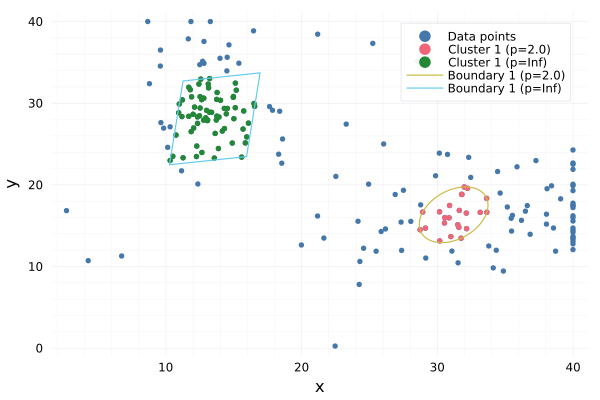 40
30
20
10
0
y
10
20
30
40
x
Data points
Cluster 1 (p=2.0)
Cluster 1 (p=Inf)
Boundary 1 (p=2.0)
Boundary 1 (p=Inf)